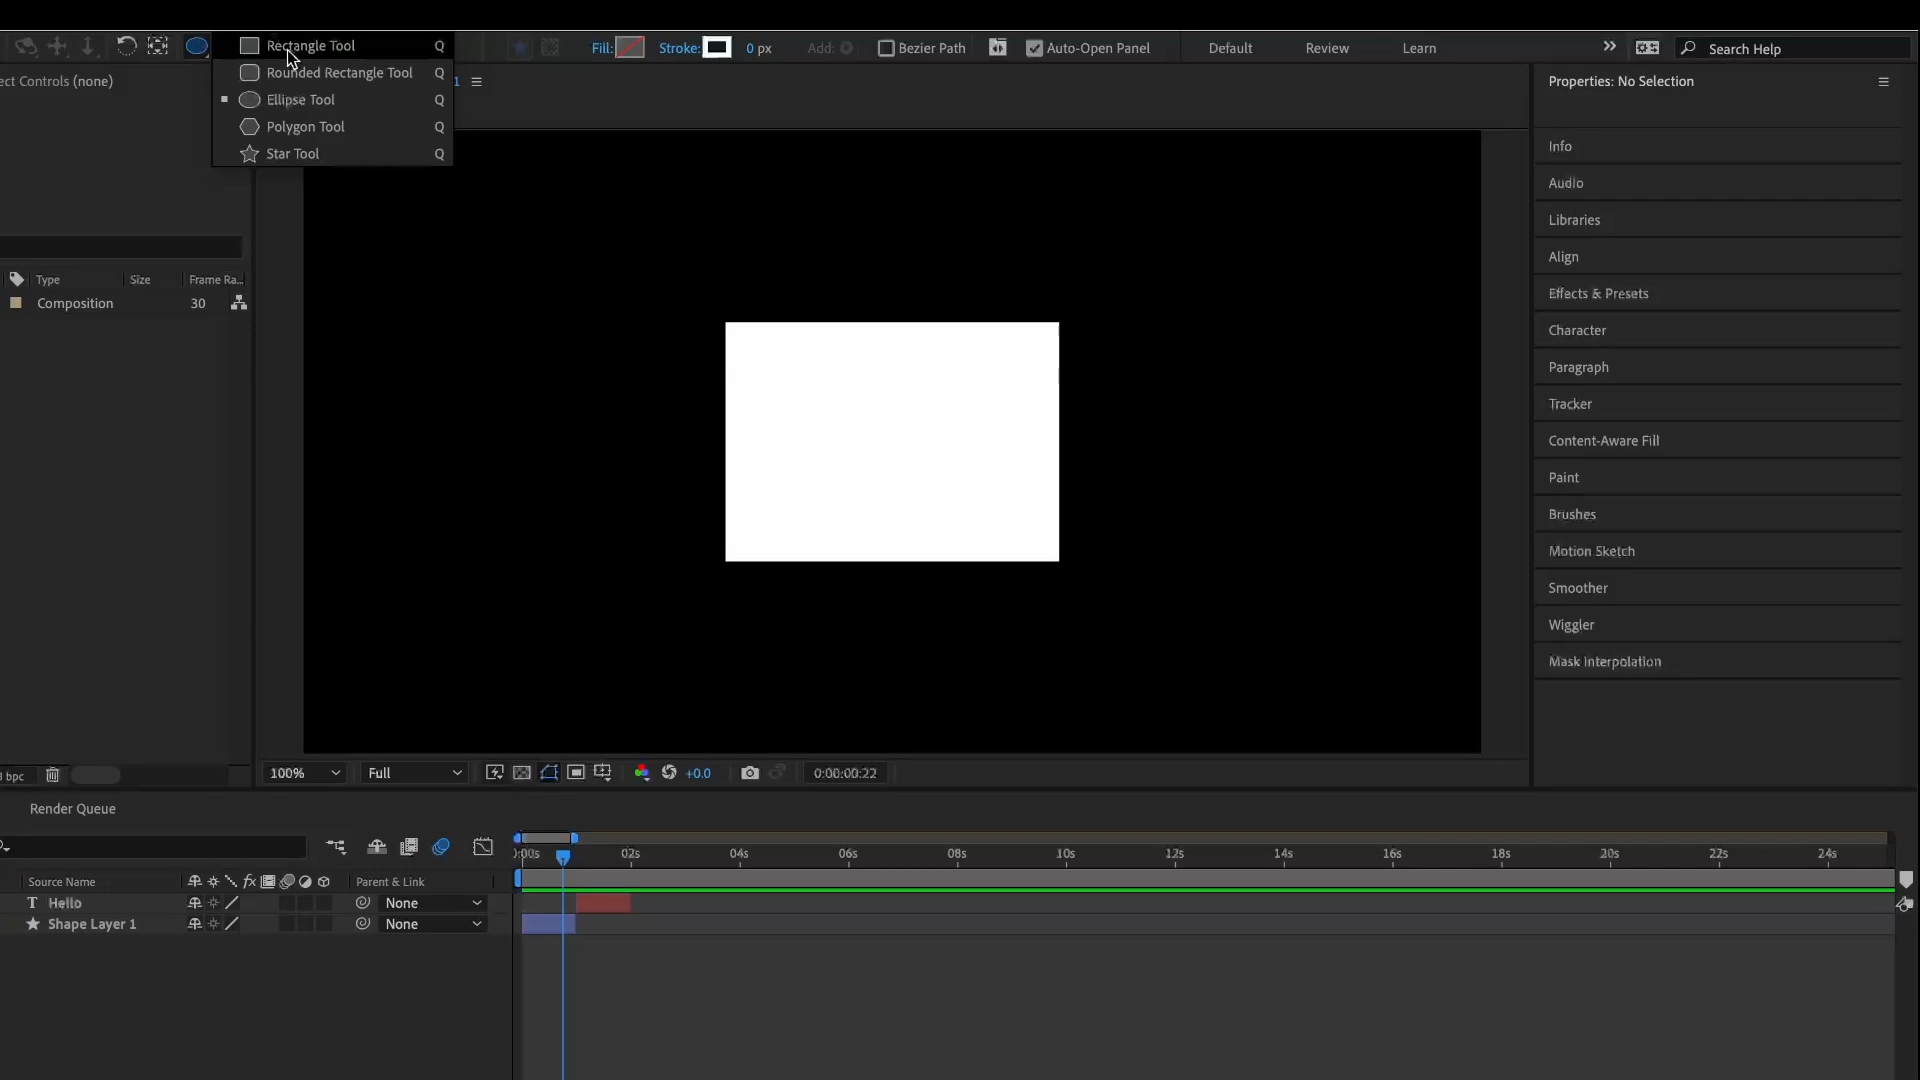 Rectangle Tool Q
Rounded Rectangle Tool Q
Ellipse Tool Q
Polygon Tool Q
Star Tool Q
Fill: Stroke: 0 px Add: Bezier Path Auto-Open Panel Default Review Learn Search Help
ect Controls (none)
1
Properties: No Selection
Info
Audio
Libraries
Align
Effects & Presets
Character
Paragraph
Tracker
Content-Aware Fill
Paint
Brushes
Motion Sketch
Smoother
Wiggler
Mask Interpolation
Type Size Frame Ra...
Composition 30
bpc
100% Full +0.0 0:00:00:22
Render Queue
0:00s 02s 04s 06s 08s 10s 12s 14s 16s 18s 20s 22s 24s
Source Name fx Parent & Link
T Hello None
Shape Layer 1 None